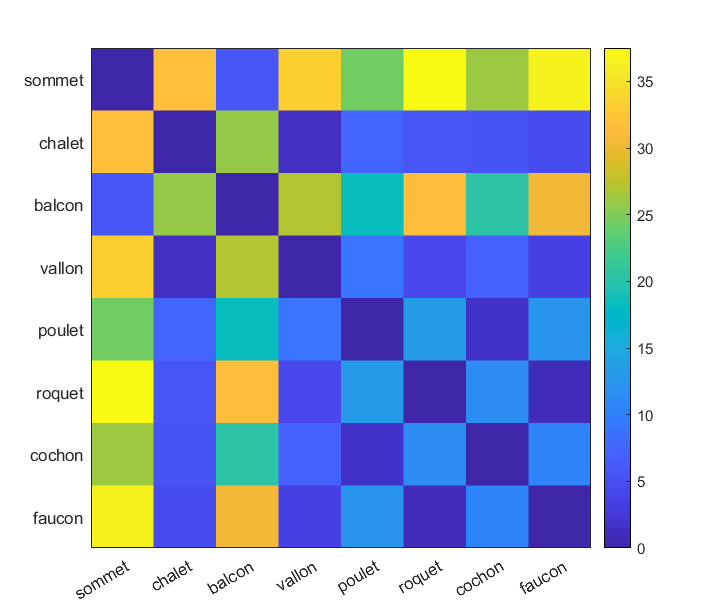 sommet
chalet
balcon
vallon
poulet
roquet
cochon
faucon
sommet chalet balcon vallon poulet roquet cochon faucon
35
30
25
20
15
10
5
0